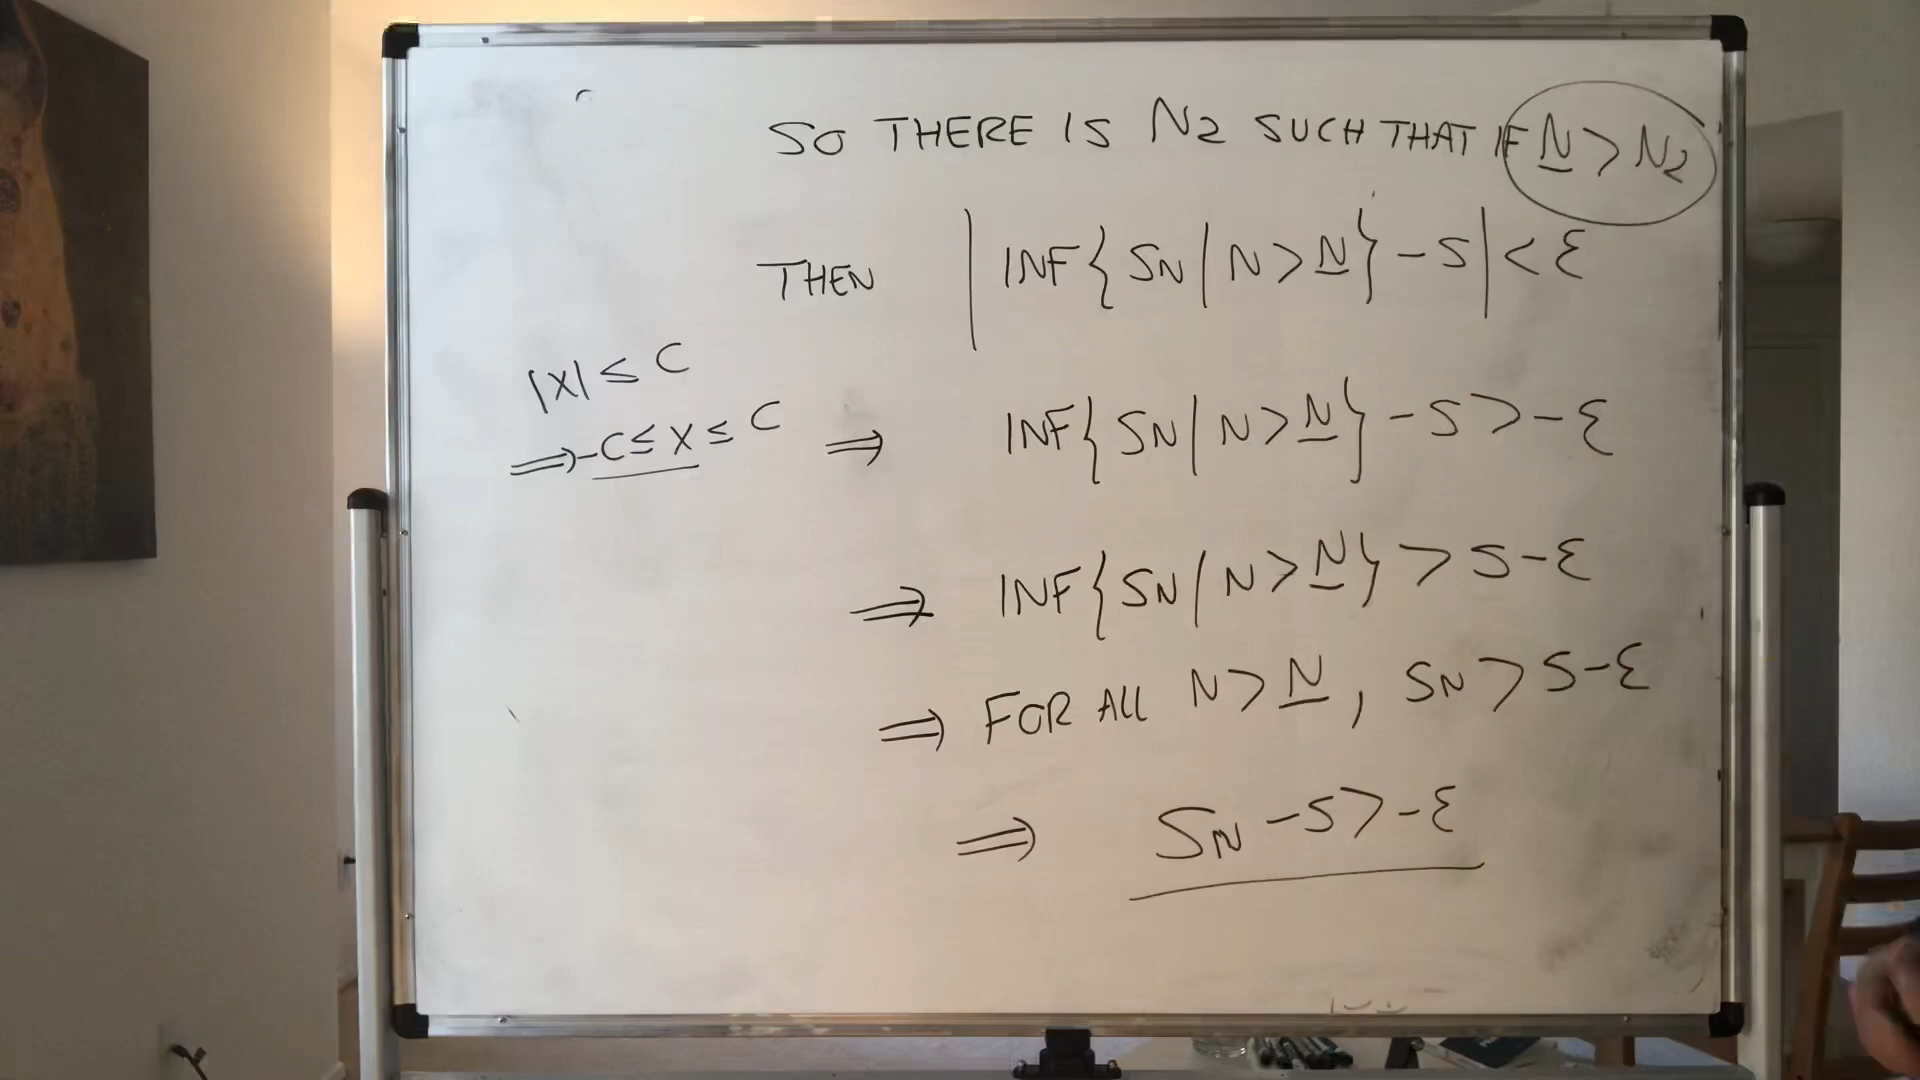 SO THERE IS N2 SUCH THAT IF N > N2
THEN | INF{ SN | N > N } - S | < ε
|X| ≤ C
⟹ -C ≤ X ≤ C
⟹ INF{ SN | N > N } - S > - ε
⟹ INF{ SN | N > N } > S - ε
⟹ FOR ALL N > N, SN > S - ε
⟹ SN - S > - ε